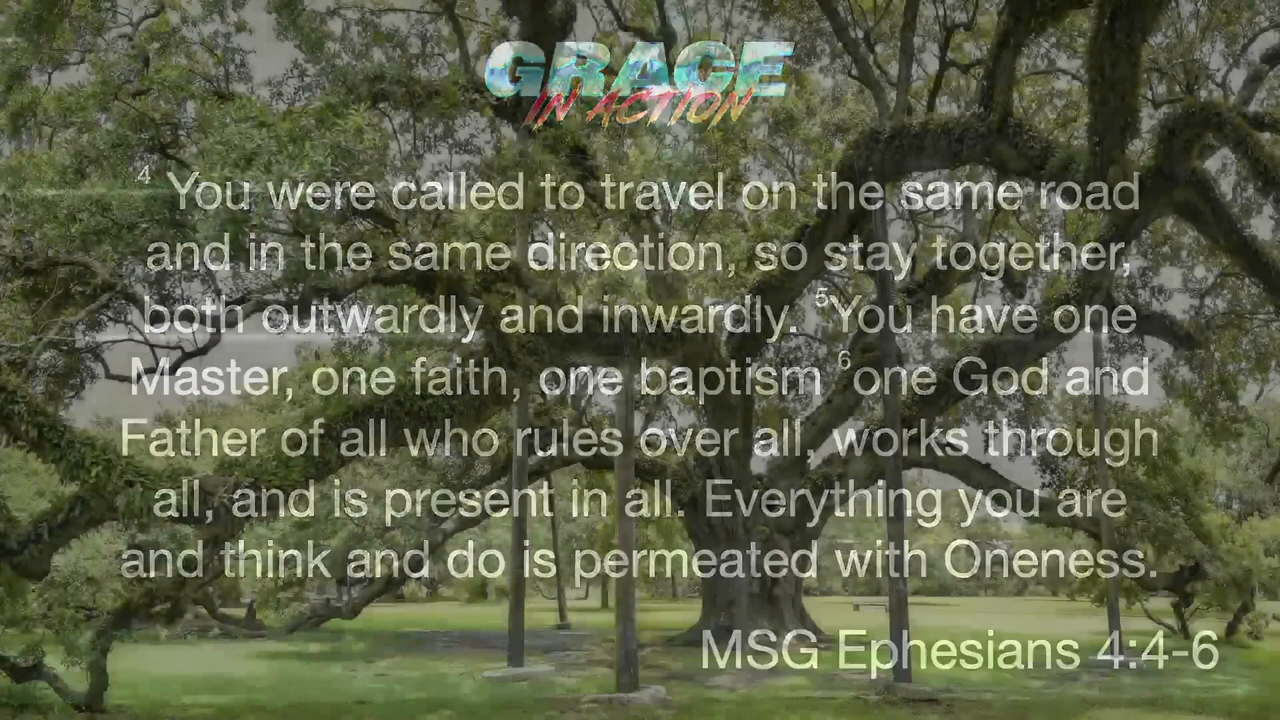 GRACE
IN ACTION
4 You were called to travel on the same road
and in the same direction, so stay together,
both outwardly and inwardly. 5You have one
Master, one faith, one baptism 6one God and
Father of all who rules over all, works through
all, and is present in all. Everything you are
and think and do is permeated with Oneness.
MSG Ephesians 4:4-6